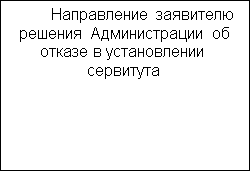 Направление заявителю
решения Администрации об
отказе в установлении
сервитута